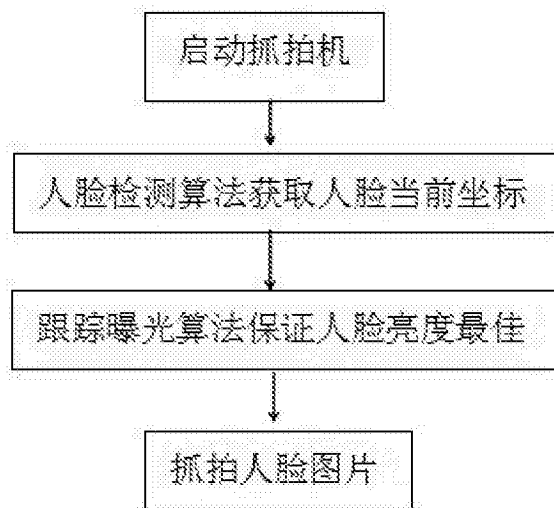 启动抓拍机
人脸检测算法获取人脸当前坐标
跟踪曝光算法保证人脸亮度最佳
抓拍人脸图片